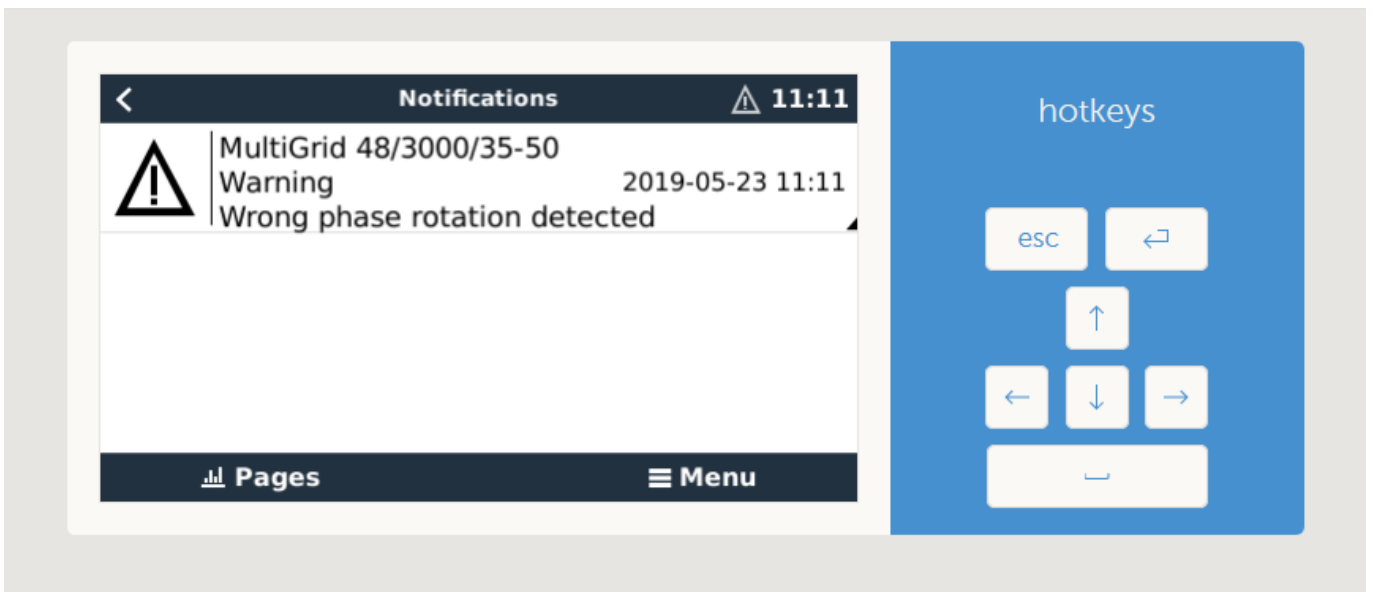 Notifications
11:11
MultiGrid 48/3000/35-50
Warning
2019-05-23 11:11
Wrong phase rotation detected
Pages
Menu
hotkeys
esc